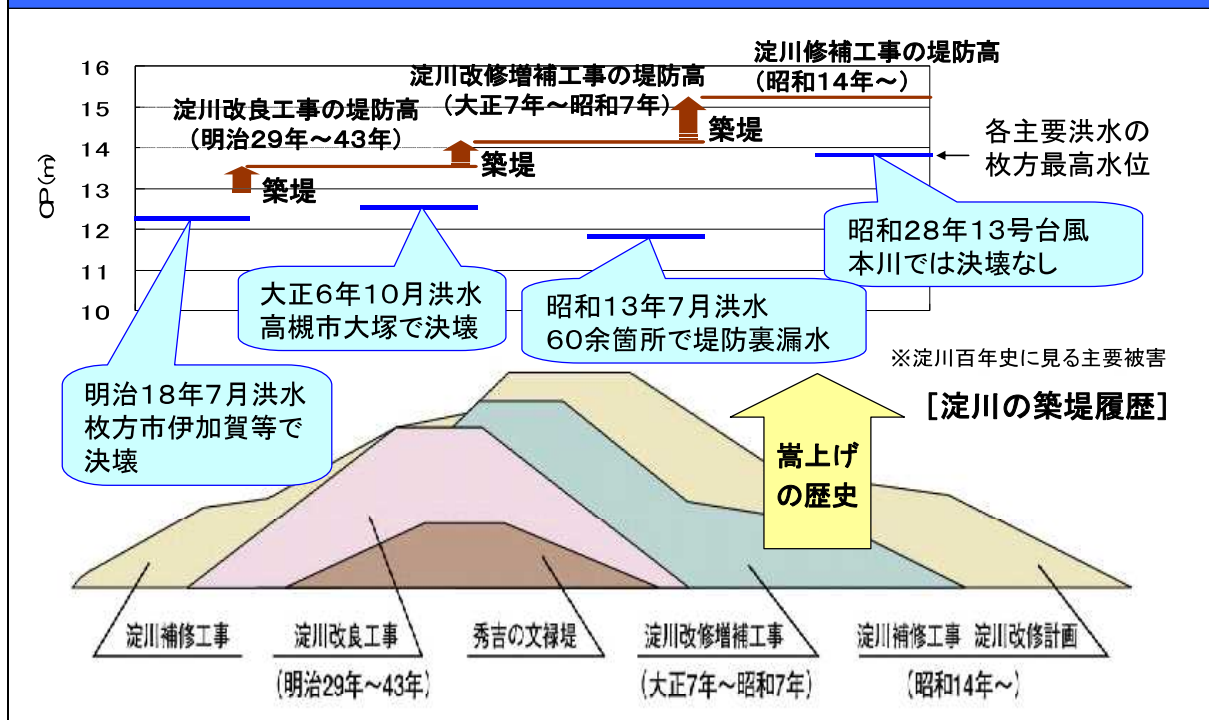 16
15
14
13
12
11
10
OP(m)
淀川改良工事の堤防高
(明治29年～43年)
淀川改修増補工事の堤防高
(大正7年～昭和7年)
淀川修補工事の堤防高
(昭和14年～)
築堤
築堤
築堤
各主要洪水の
枚方最高水位
明治18年7月洪水
枚方市伊加賀等で
決壊
大正6年10月洪水
高槻市大塚で決壊
昭和13年7月洪水
60余箇所で堤防裏漏水
昭和28年13号台風
本川では決壊なし
※淀川百年史に見る主要被害
[淀川の築堤履歴]
嵩上げ
の歴史
淀川補修工事
淀川改良工事
(明治29年～43年)
秀吉の文禄堤
淀川改修増補工事
(大正7年～昭和7年)
淀川補修工事 淀川改修計画
(昭和14年～)